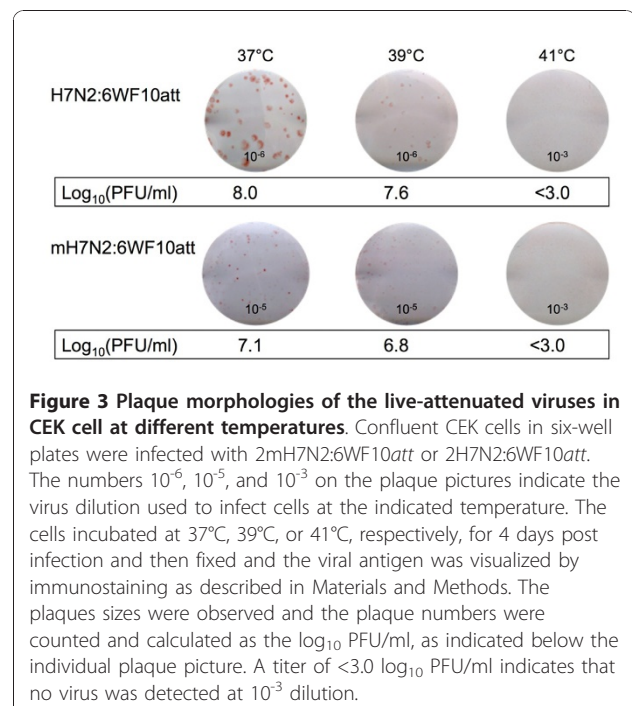 37°C 39°C 41°C
H7N2:6WF10att
10⁻⁶ 10⁻⁶ 10⁻³
Log₁₀(PFU/ml) 8.0 7.6 <3.0
mH7N2:6WF10att
10⁻⁵ 10⁻⁵ 10⁻³
Log₁₀(PFU/ml) 7.1 6.8 <3.0
Figure 3 Plaque morphologies of the live-attenuated viruses in
CEK cell at different temperatures. Confluent CEK cells in six-well
plates were infected with 2mH7N2:6WF10att or 2H7N2:6WF10att.
The numbers 10⁻⁶, 10⁻⁵, and 10⁻³ on the plaque pictures indicate the
virus dilution used to infect cells at the indicated temperature. The
cells incubated at 37°C, 39°C, or 41°C, respectively, for 4 days post
infection and then fixed and the viral antigen was visualized by
immunostaining as described in Materials and Methods. The
plaques sizes were observed and the plaque numbers were
counted and calculated as the log₁₀ PFU/ml, as indicated below the
individual plaque picture. A titer of <3.0 log₁₀ PFU/ml indicates that
no virus was detected at 10⁻³ dilution.